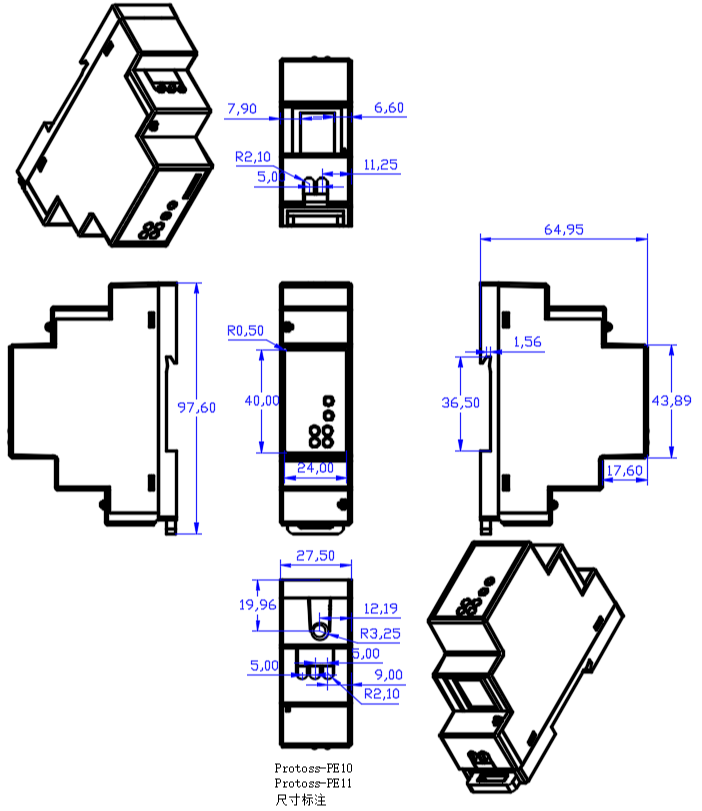 7,90
6,60
R2,10
11,25
5,0
64,95
R0,50
1,56
97,60
40,00
36,50
43,89
24,00
17,60
27,50
19,96
12,19
R3,25
5,00
5,00
9,00
R2,10
Protoss-PE10
Protoss-PE11
尺寸标注